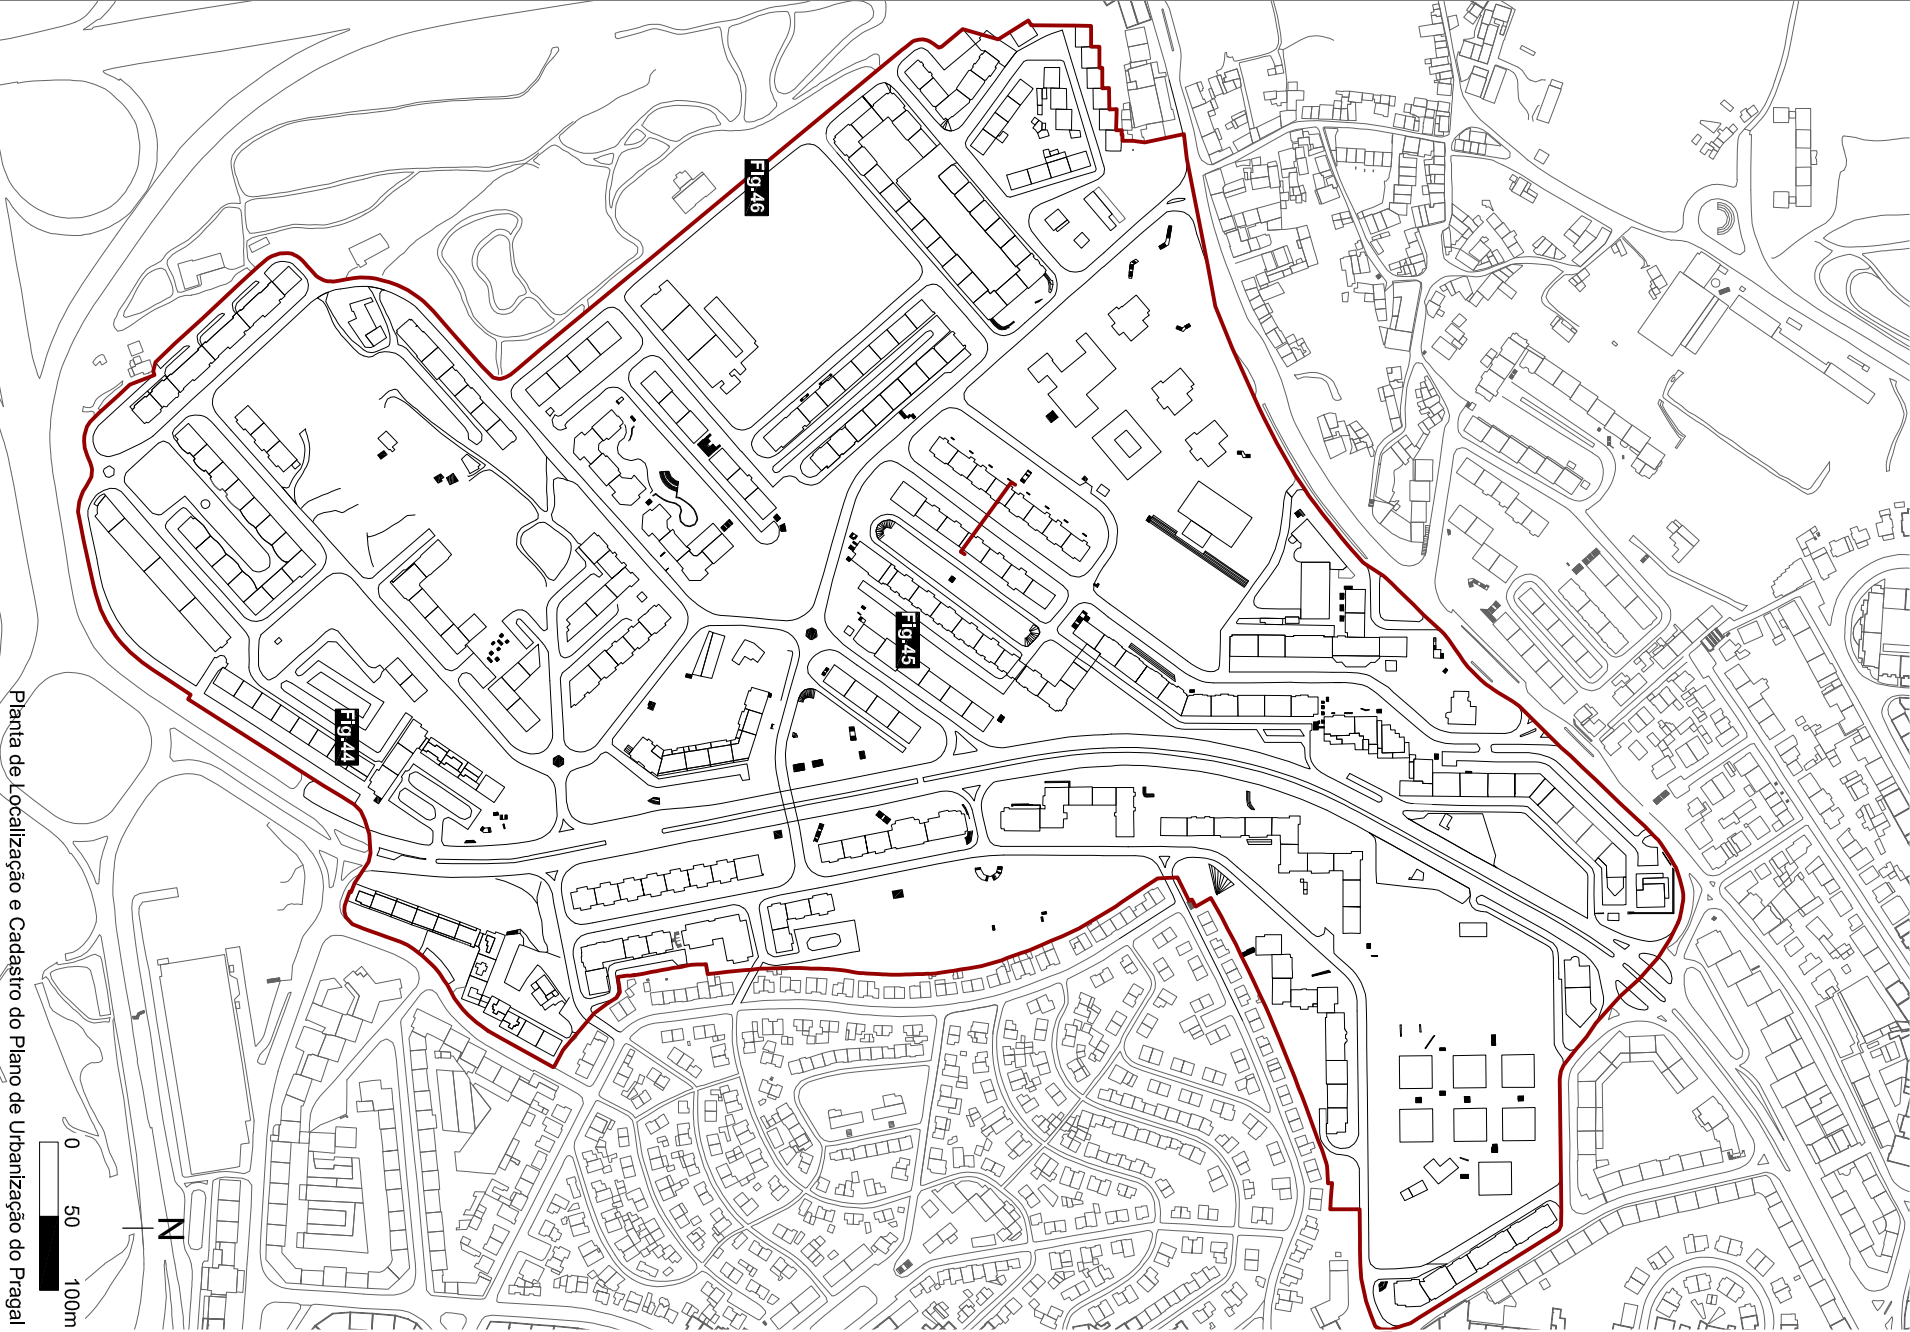 Fig.46
Fig.45
Fig.44
Planta de Localização e Cadastro do Plano de Urbanização do Pragal
0 50 100m
N